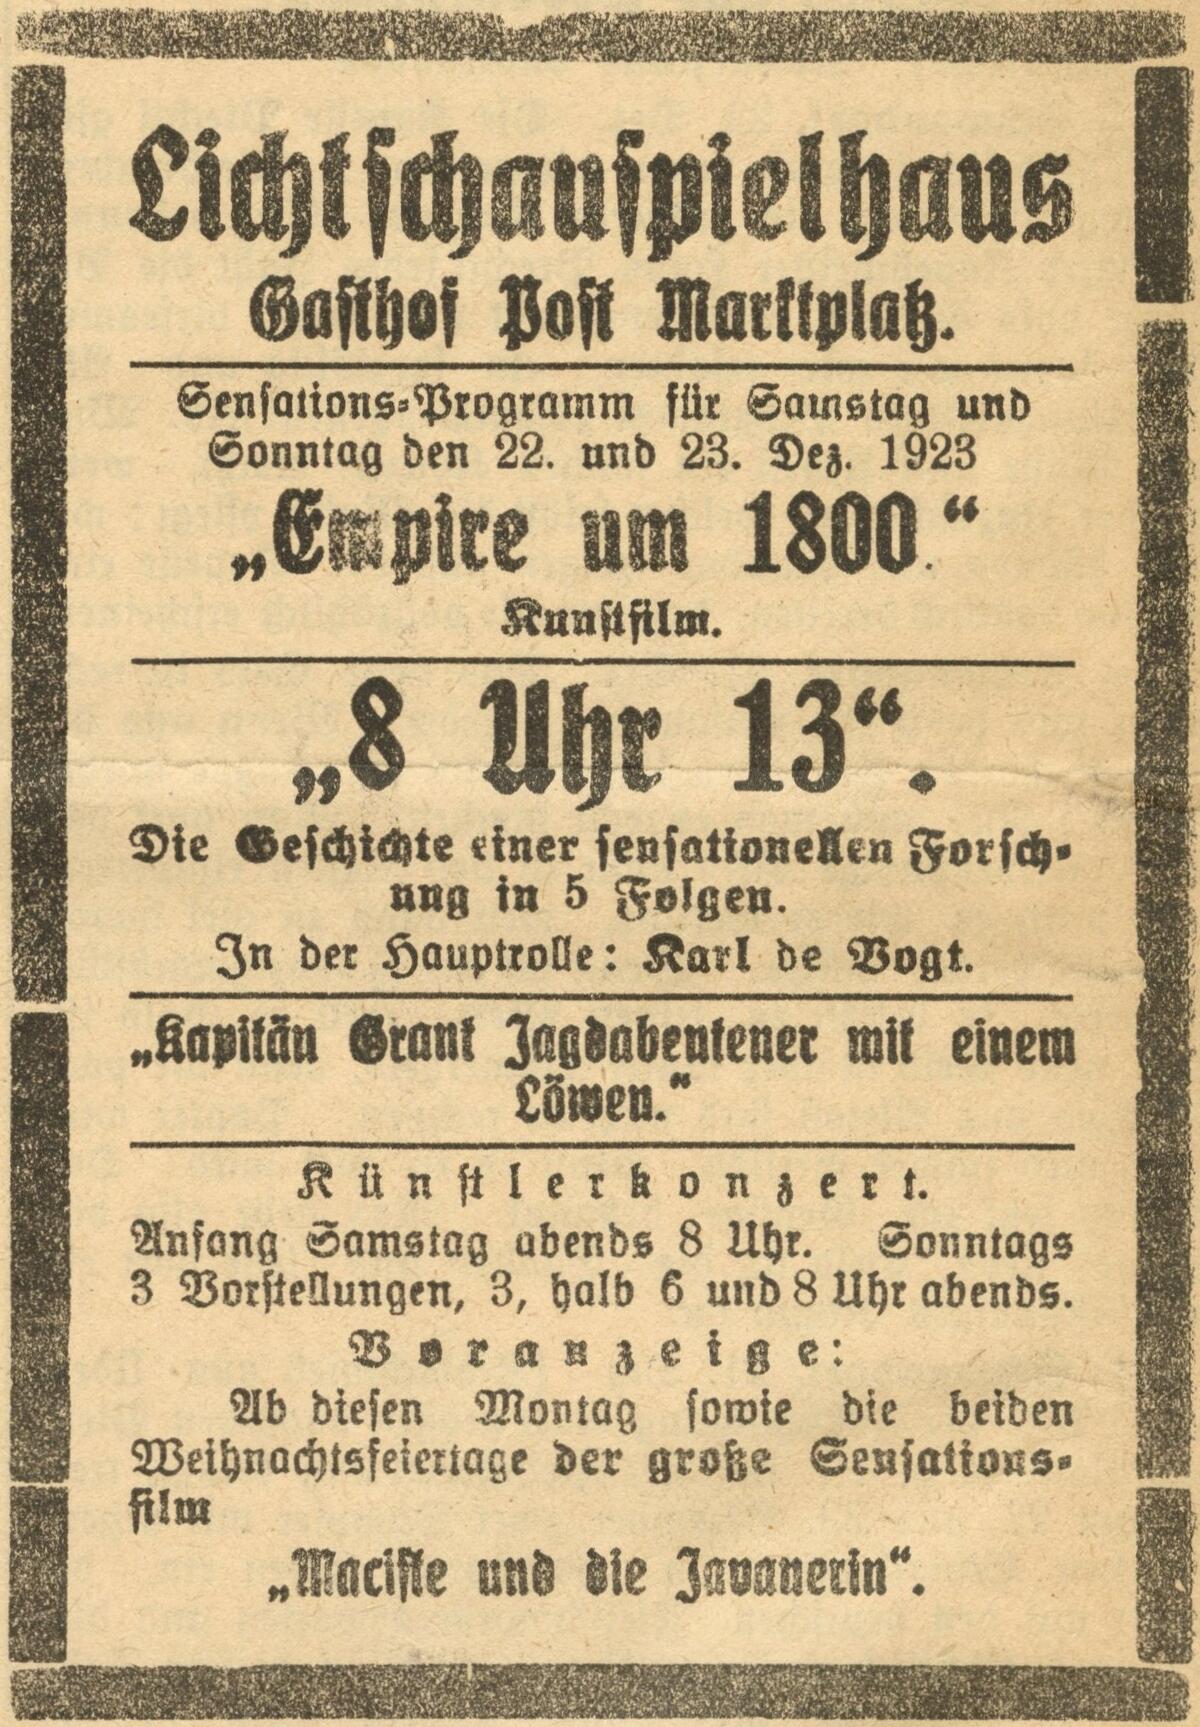 Lichtschauspielhaus
Gasthof Post Marktplatz.
Sensations-Programm für Samstag und
Sonntag den 22. und 23. Dez. 1923
„Empire um 1800.“
Kunstfilm.
„8 Uhr 13“.
Die Geschichte einer sensationellen Forsch-
ung in 5 Folgen.
In der Hauptrolle: Karl de Vogt.
„Kapitän Grant Jagdabenteuer mit einem
Löwen.“
Künstlerkonzert.
Anfang Samstag abends 8 Uhr. Sonntags
3 Vorstellungen, 3, halb 6 und 8 Uhr abends.
Voranzeige:
Ab diesen Montag sowie die beiden
Weihnachtsfeiertage der große Sensations-
film
„Maciste und die Javanerin“.